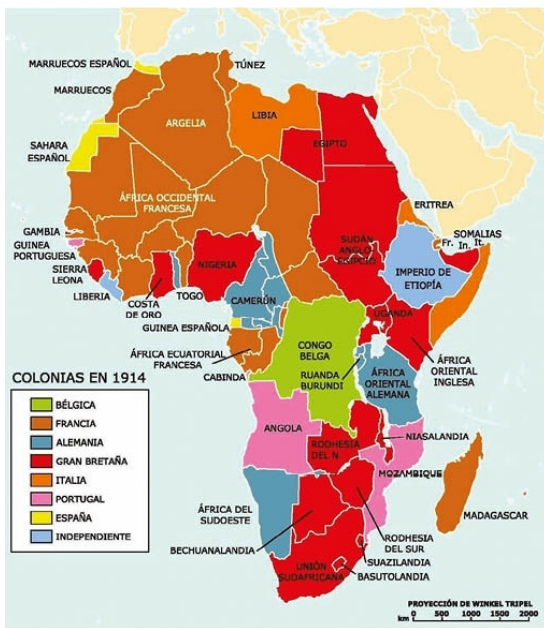 MARRUECOS ESPAÑOL
TÚNEZ
MARRUECOS
ARGELIA
LIBIA
EGIPTO
SAHARA
ESPAÑOL
ÁFRICA OCCIDENTAL
FRANCESA
ERITREA
GAMBIA
GUINEA
PORTUGUESA
SUDÁN
ANGLO
EGIPCIO
SOMALIAS
Fr. In. It.
SIERRA
LEONA
NIGERIA
IMPERIO DE
ETIOPÍA
LIBERIA
COSTA
DE ORO
TOGO
CAMERÚN
UGANDA
GUINEA ESPAÑOLA
CONGO
BELGA
ÁFRICA ECUATORIAL
FRANCESA
RUANDA
BURUNDI
ÁFRICA
ORIENTAL
INGLESA
ÁFRICA
ORIENTAL
ALEMANA
CABINDA
COLONIAS EN 1914
BÉLGICA
FRANCIA
ALEMANIA
GRAN BRETAÑA
ITALIA
PORTUGAL
ESPAÑA
INDEPENDIENTE
ANGOLA
RODHESIA
DEL N
NIASALANDIA
MOZAMBIQUE
MADAGASCAR
ÁFRICA DEL
SUDOESTE
BECHUANALANDIA
RODHESIA
DEL SUR
SUAZILANDIA
UNIÓN
SUDAFRICANA
BASUTOLANDIA
PROYECCIÓN DE WINKEL TRIPEL
km 0 500 1000 1500 2000